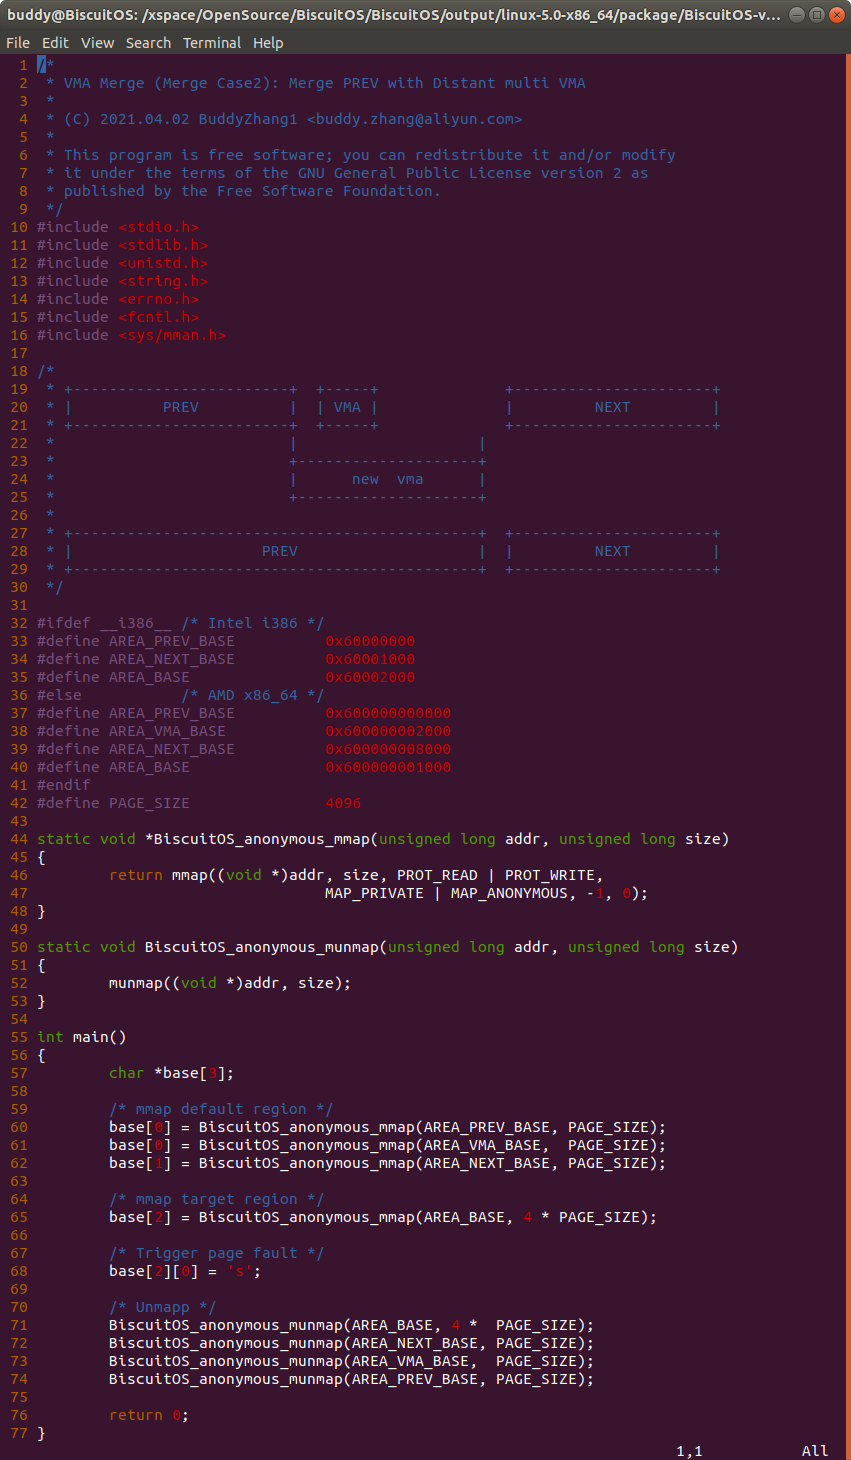 buddy@BiscuitOS: /xspace/OpenSource/BiscuitOS/BiscuitOS/output/linux-5.0-x86_64/package/BiscuitOS-v...
File Edit View Search Terminal Help
1 /*
2  * VMA Merge (Merge Case2): Merge PREV with Distant multi VMA
3  *
4  * (C) 2021.04.02 BuddyZhang1 <buddy.zhang@aliyun.com>
5  *
6  * This program is free software; you can redistribute it and/or modify
7  * it under the terms of the GNU General Public License version 2 as
8  * published by the Free Software Foundation.
9  */
10 #include <stdio.h>
11 #include <stdlib.h>
12 #include <unistd.h>
13 #include <string.h>
14 #include <errno.h>
15 #include <fcntl.h>
16 #include <sys/mman.h>
17
18 /*
19  * +------------------------+  +-----+              +----------------------+
20  * |          PREV          |  | VMA |              |         NEXT         |
21  * +------------------------+  +-----+              +----------------------+
22  *                          |                    |
23  *                          +--------------------+
24  *                          |      new  vma      |
25  *                          +--------------------+
26  *
27  * +---------------------------------------------+  +----------------------+
28  * |                     PREV                    |  |         NEXT         |
29  * +---------------------------------------------+  +----------------------+
30  */
31
32 #ifdef __i386__ /* Intel i386 */
33 #define AREA_PREV_BASE          0x60000000
34 #define AREA_NEXT_BASE          0x60001000
35 #define AREA_BASE               0x60002000
36 #else           /* AMD x86_64 */
37 #define AREA_PREV_BASE          0x600000000000
38 #define AREA_VMA_BASE           0x600000002000
39 #define AREA_NEXT_BASE          0x600000008000
40 #define AREA_BASE               0x600000001000
41 #endif
42 #define PAGE_SIZE               4096
43
44 static void *BiscuitOS_anonymous_mmap(unsigned long addr, unsigned long size)
45 {
46         return mmap((void *)addr, size, PROT_READ | PROT_WRITE,
47                                 MAP_PRIVATE | MAP_ANONYMOUS, -1, 0);
48 }
49
50 static void BiscuitOS_anonymous_munmap(unsigned long addr, unsigned long size)
51 {
52         munmap((void *)addr, size);
53 }
54
55 int main()
56 {
57         char *base[3];
58
59         /* mmap default region */
60         base[0] = BiscuitOS_anonymous_mmap(AREA_PREV_BASE, PAGE_SIZE);
61         base[0] = BiscuitOS_anonymous_mmap(AREA_VMA_BASE,  PAGE_SIZE);
62         base[1] = BiscuitOS_anonymous_mmap(AREA_NEXT_BASE, PAGE_SIZE);
63
64         /* mmap target region */
65         base[2] = BiscuitOS_anonymous_mmap(AREA_BASE, 4 * PAGE_SIZE);
66
67         /* Trigger page fault */
68         base[2][0] = 's';
69
70         /* Unmapp */
71         BiscuitOS_anonymous_munmap(AREA_BASE, 4 *  PAGE_SIZE);
72         BiscuitOS_anonymous_munmap(AREA_NEXT_BASE, PAGE_SIZE);
73         BiscuitOS_anonymous_munmap(AREA_VMA_BASE,  PAGE_SIZE);
74         BiscuitOS_anonymous_munmap(AREA_PREV_BASE, PAGE_SIZE);
75
76         return 0;
77 }
1,1 All